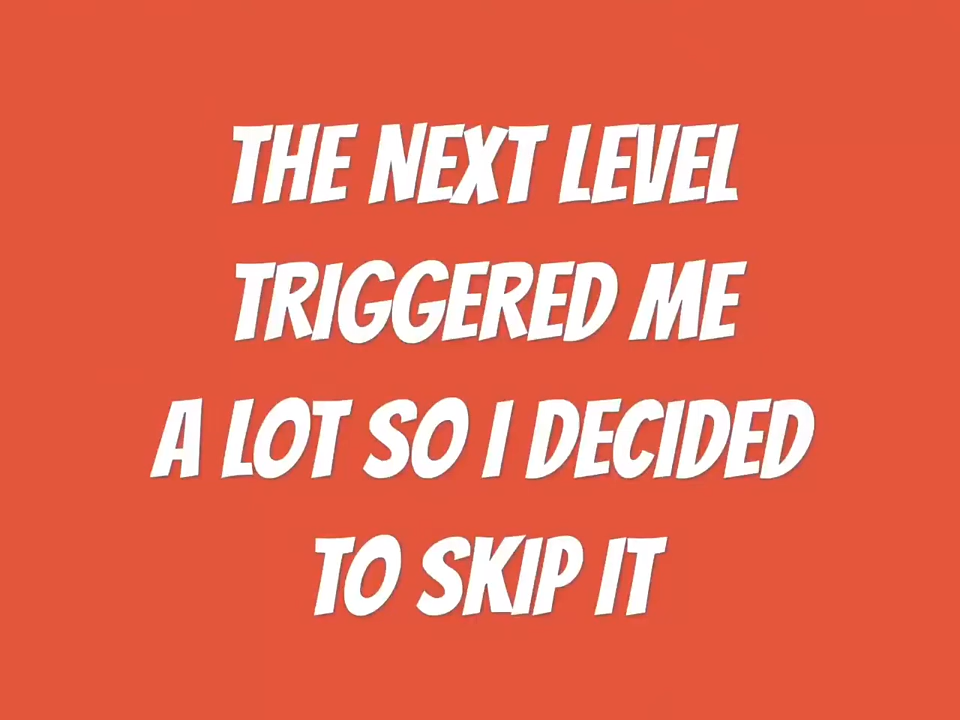 THE NEXT LEVEL
TRIGGERED ME
A LOT SO I DECIDED
TO SKIP IT